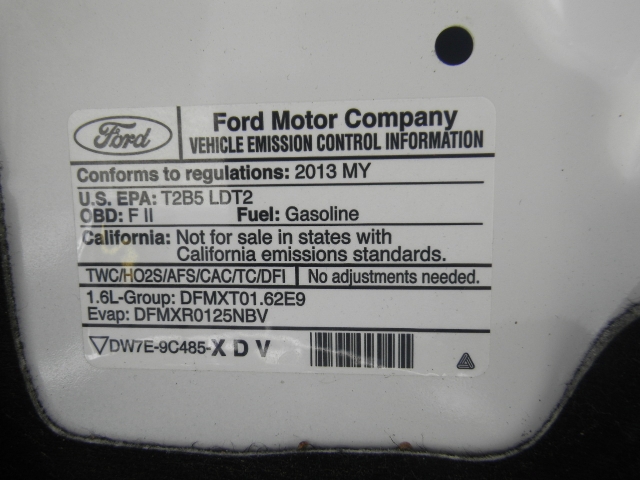 Ford
Ford Motor Company
VEHICLE EMISSION CONTROL INFORMATION
Conforms to regulations: 2013 MY
U.S. EPA: T2B5 LDT2
OBD: F II Fuel: Gasoline
California: Not for sale in states with
California emissions standards.
TWC/HO2S/AFS/CAC/TC/DFI No adjustments needed.
1.6L-Group: DFMXT01.62E9
Evap: DFMXR0125NBV
DW7E-9C485-XDV